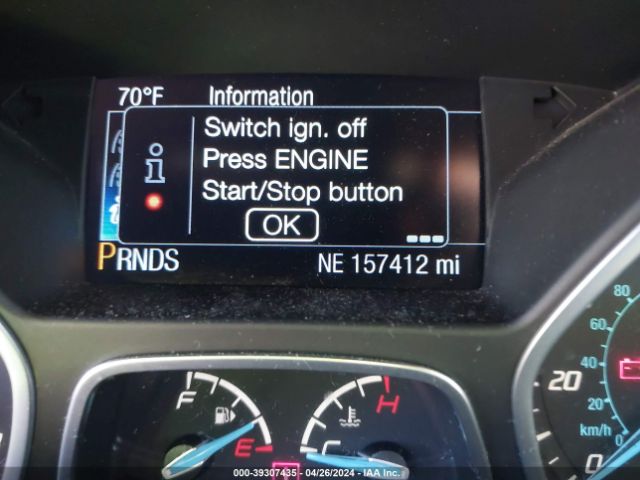 70°F Information
Switch ign. off
Press ENGINE
Start/Stop button
OK
PRNDS NE 157412 mi
F
E
H
C
80
60
40
20
km/h
0
20
0
000-39307435 - 04/26/2024 - IAA Inc.